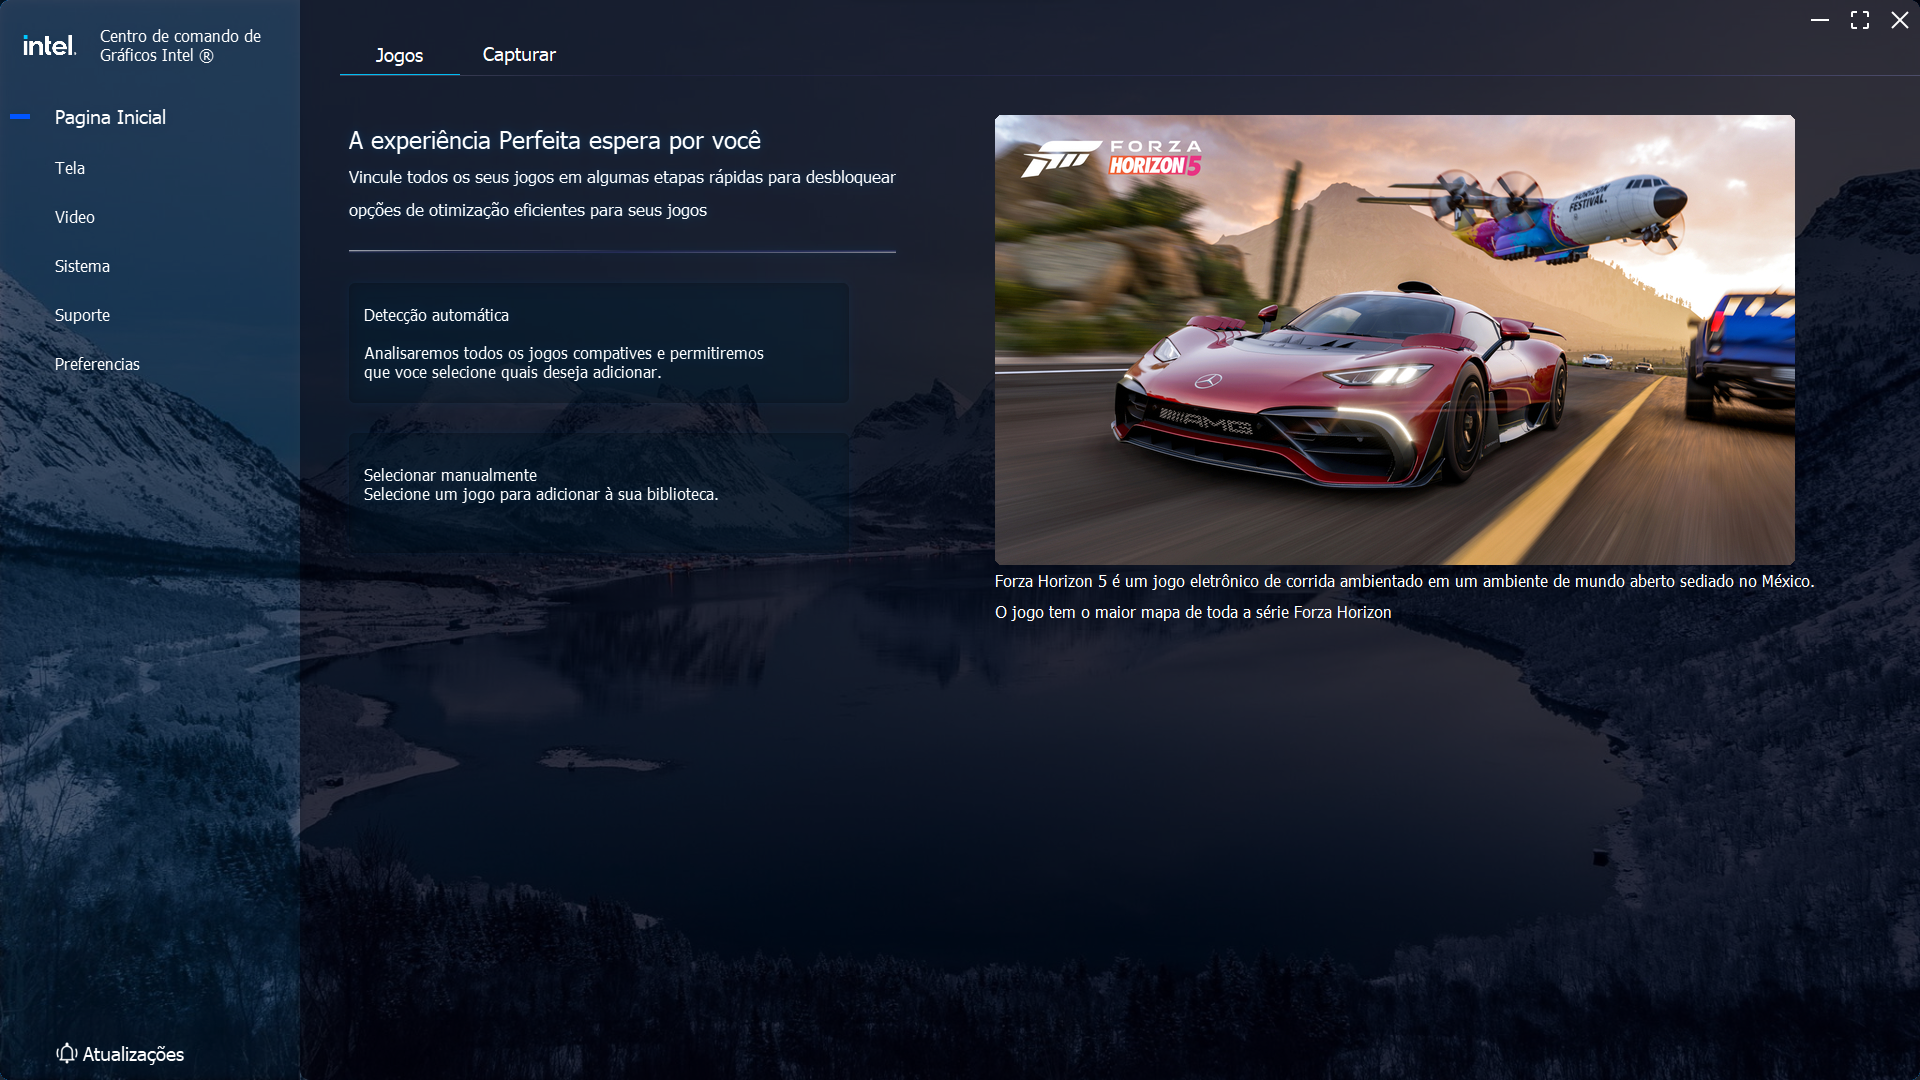 intel.
Centro de comando de
Gráficos Intel ®
Pagina Inicial
Tela
Video
Sistema
Suporte
Preferencias
Atualizações
Jogos
Capturar
A experiência Perfeita espera por você
Vincule todos os seus jogos em algumas etapas rápidas para desbloquear
opções de otimização eficientes para seus jogos
Detecção automática
Analisaremos todos os jogos compatives e permitiremos
que voce selecione quais deseja adicionar.
Selecionar manualmente
Selecione um jogo para adicionar à sua biblioteca.
FORZA
HORIZON 5
HORIZON
FESTIVAL.
AMG
Forza Horizon 5 é um jogo eletrônico de corrida ambientado em um ambiente de mundo aberto sediado no México.
O jogo tem o maior mapa de toda a série Forza Horizon